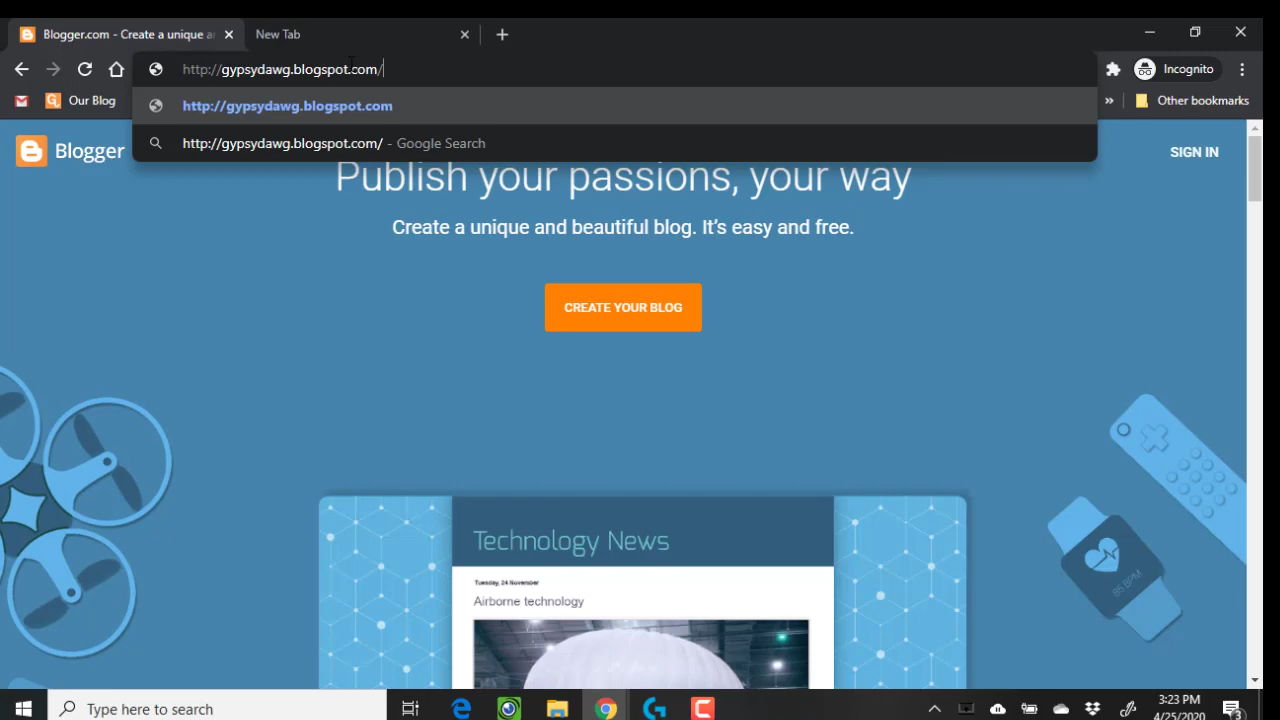 Blogger.com - Create a unique a
New Tab
http://gypsydawg.blogspot.com/
Incognito
Our Blog
http://gypsydawg.blogspot.com
»
Other bookmarks
http://gypsydawg.blogspot.com/ - Google Search
Blogger
SIGN IN
Publish your passions, your way
Create a unique and beautiful blog. It's easy and free.
CREATE YOUR BLOG
Technology News
Tuesday, 24 November
Airborne technology
85 BPM
Type here to search
3:23 PM
4/25/2020